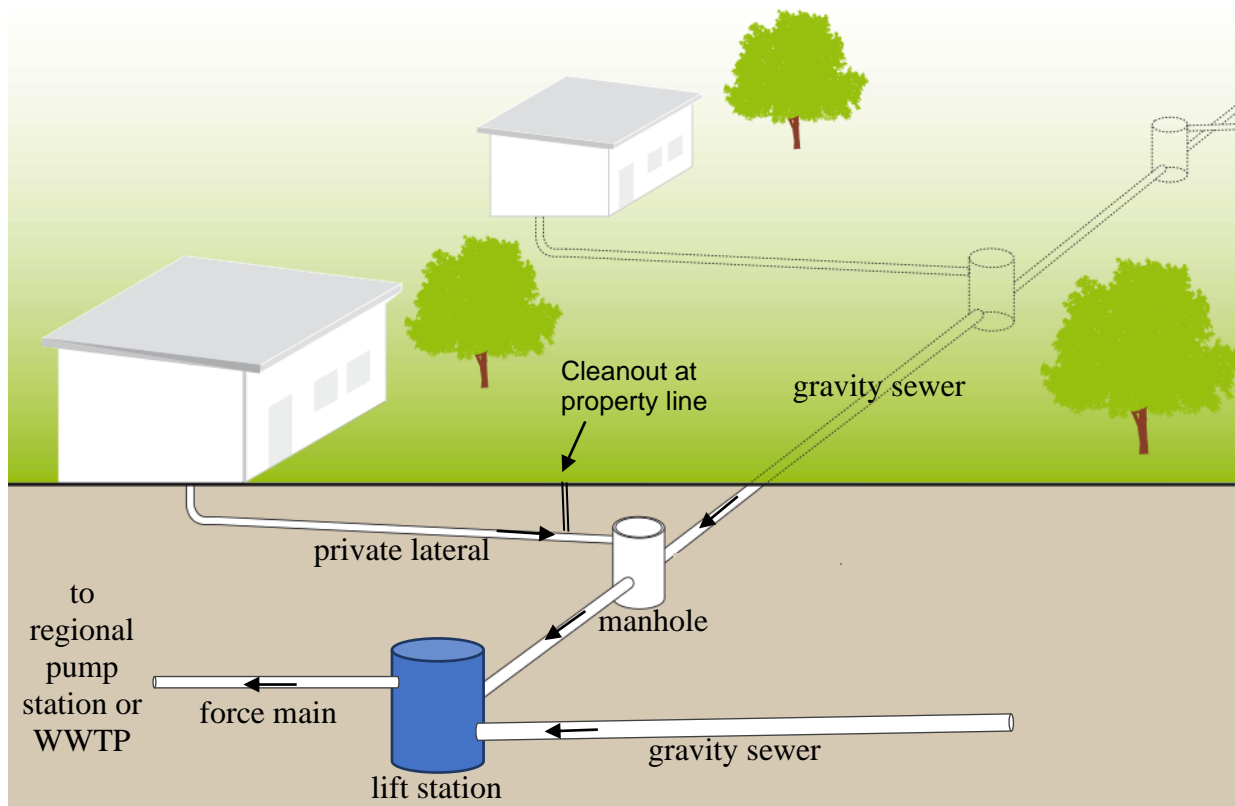 Cleanout at
property line
gravity sewer
private lateral
manhole
to
regional
pump
station or
WWTP
force main
gravity sewer
lift station